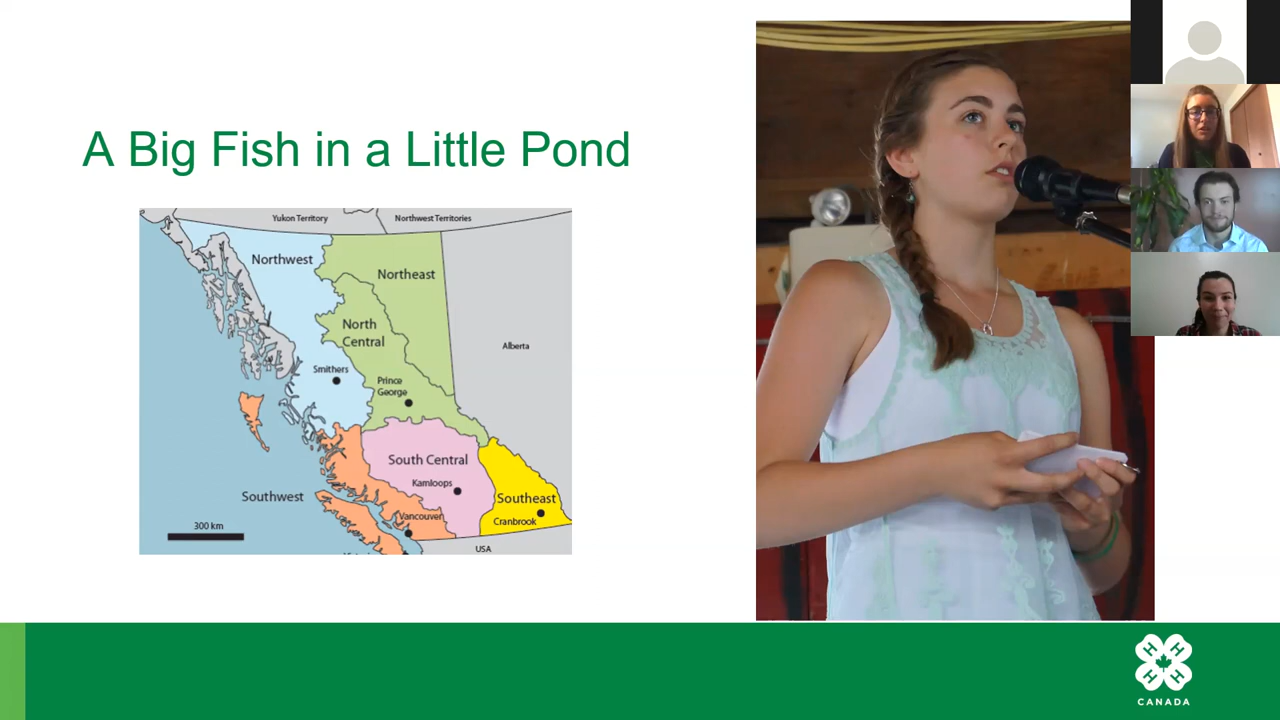 A Big Fish in a Little Pond
Yukon Territory
Northwest Territories
Northwest
Northeast
North
Central
Alberta
Smithers
Prince
George
South Central
Kamloops
Southwest
Southeast
Vancouver
Cranbrook
300 km
USA
H H
H H
CANADA